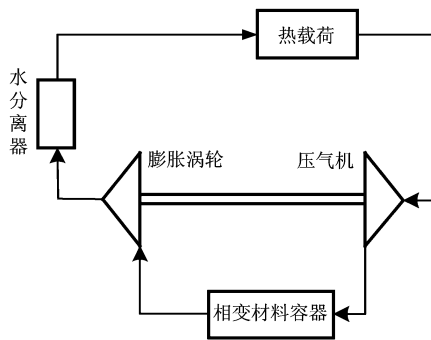 热载荷
水分离器
膨胀涡轮
压气机
相变材料容器